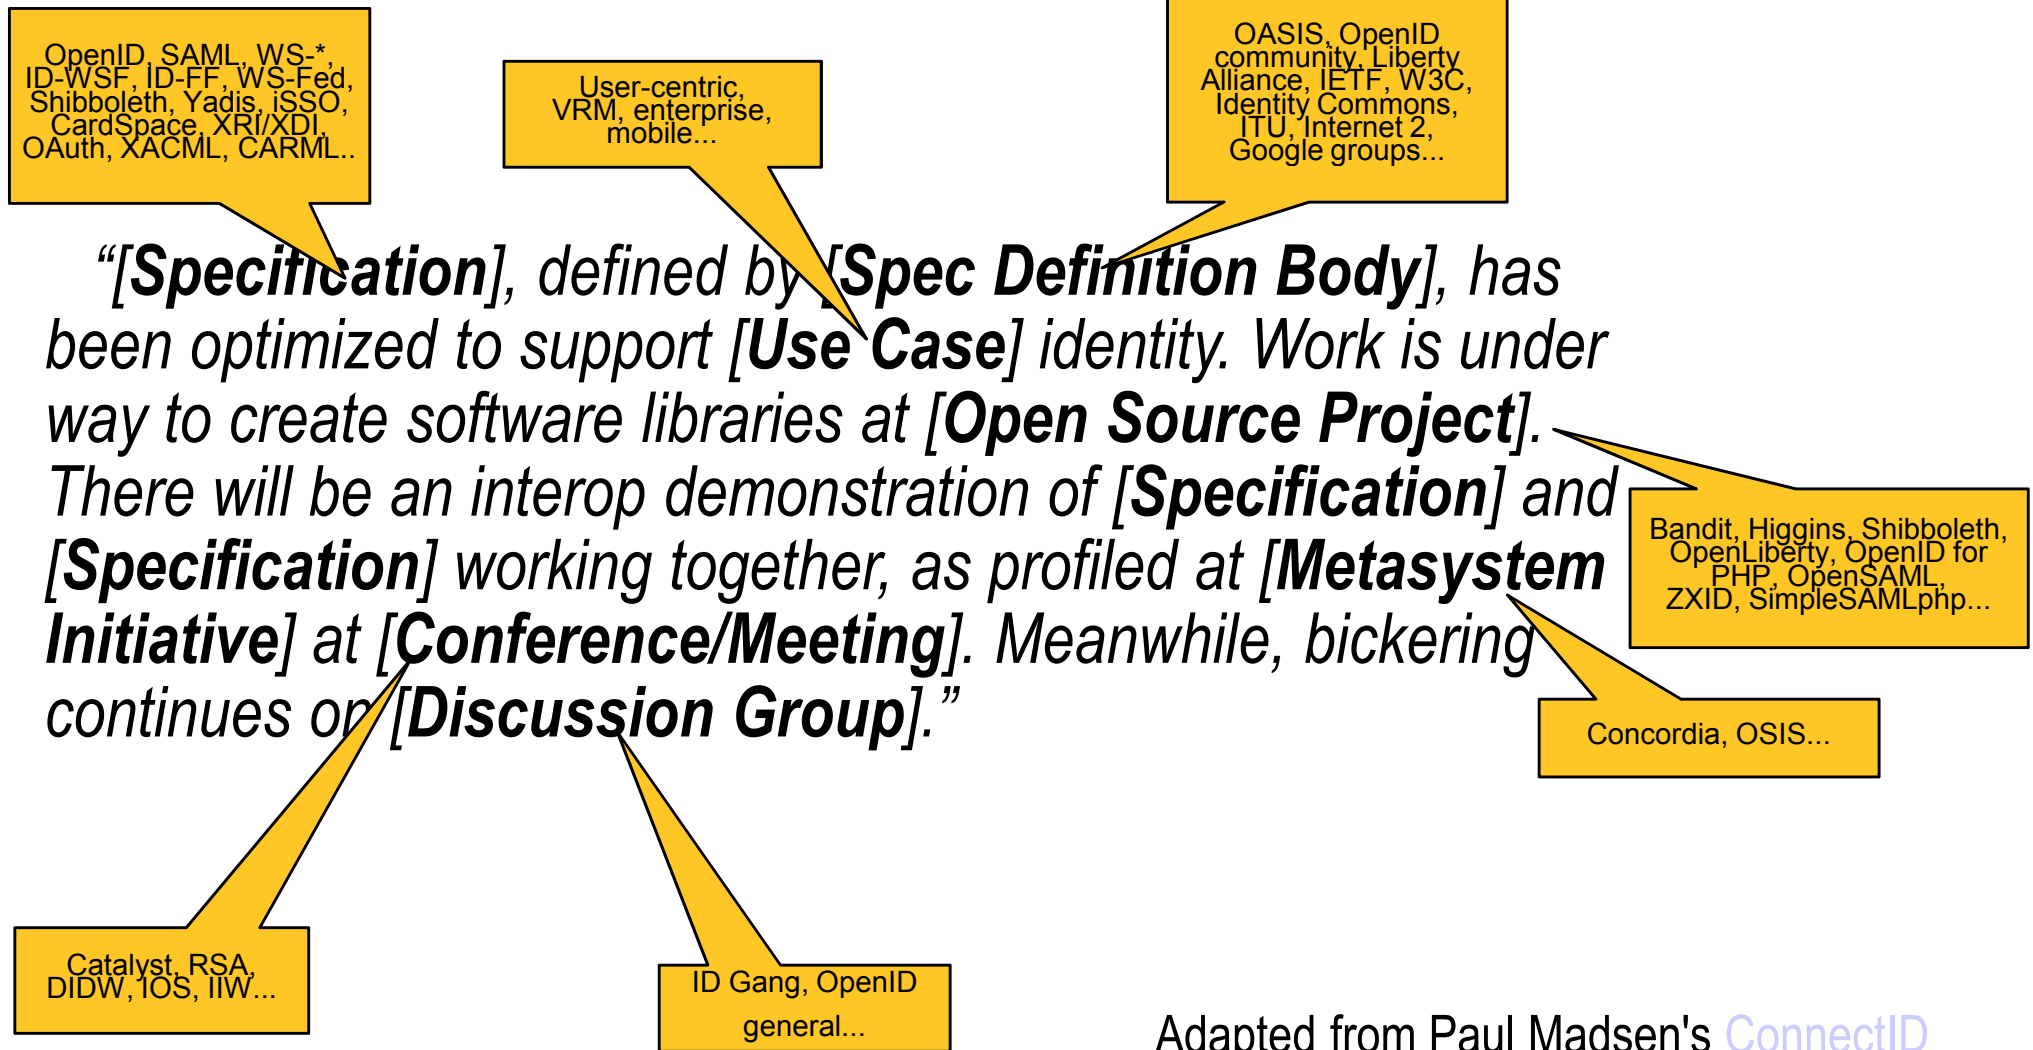 OpenID, SAML, WS-*,
ID-WSF, ID-FF, WS-Fed,
Shibboleth, Yadis, iSSO,
CardSpace, XRI/XDI,
OAuth, XACML, CARML..
User-centric,
VRM, enterprise,
mobile...
OASIS, OpenID
community, Liberty
Alliance, IETF, W3C,
Identity Commons,
ITU, Internet 2,
Google groups...
“[Specification], defined by [Spec Definition Body], has
been optimized to support [Use Case] identity. Work is under
way to create software libraries at [Open Source Project].
There will be an interop demonstration of [Specification] and
[Specification] working together, as profiled at [Metasystem
Initiative] at [Conference/Meeting]. Meanwhile, bickering
continues on [Discussion Group].”
Bandit, Higgins, Shibboleth,
OpenLiberty, OpenID for
PHP, OpenSAML,
ZXID, SimpleSAMLphp...
Concordia, OSIS...
Catalyst, RSA,
DIDW, IOS, IIW...
ID Gang, OpenID
general...
Adapted from Paul Madsen's ConnectID